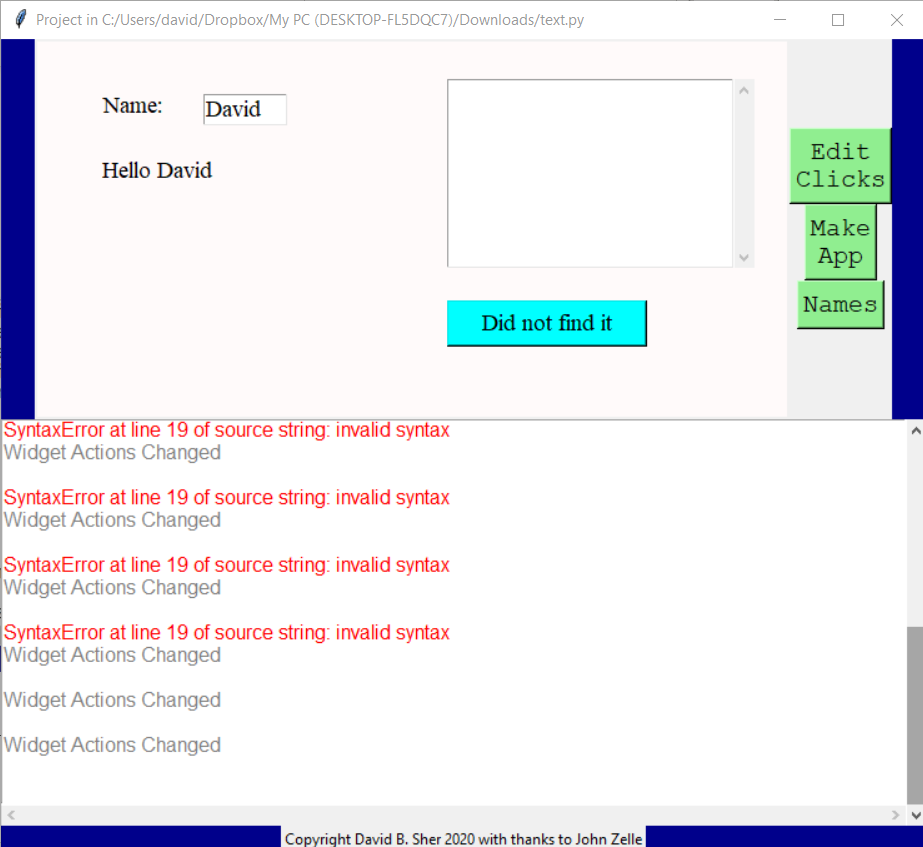 Project in C:/Users/david/Dropbox/My PC (DESKTOP-FL5DQC7)/Downloads/text.py
Name:
David
Hello David
Did not find it
Edit
Clicks
Make
App
Names
SyntaxError at line 19 of source string: invalid syntax
Widget Actions Changed
SyntaxError at line 19 of source string: invalid syntax
Widget Actions Changed
SyntaxError at line 19 of source string: invalid syntax
Widget Actions Changed
SyntaxError at line 19 of source string: invalid syntax
Widget Actions Changed
Widget Actions Changed
Widget Actions Changed
Copyright David B. Sher 2020 with thanks to John Zelle